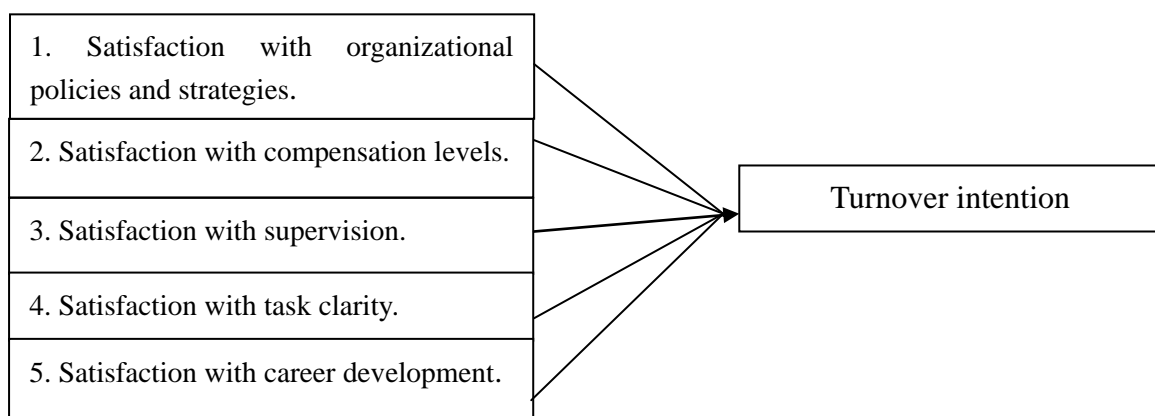 1. Satisfaction with organizational
policies and strategies.
2. Satisfaction with compensation levels.
3. Satisfaction with supervision.
Turnover intention
4. Satisfaction with task clarity.
5. Satisfaction with career development.